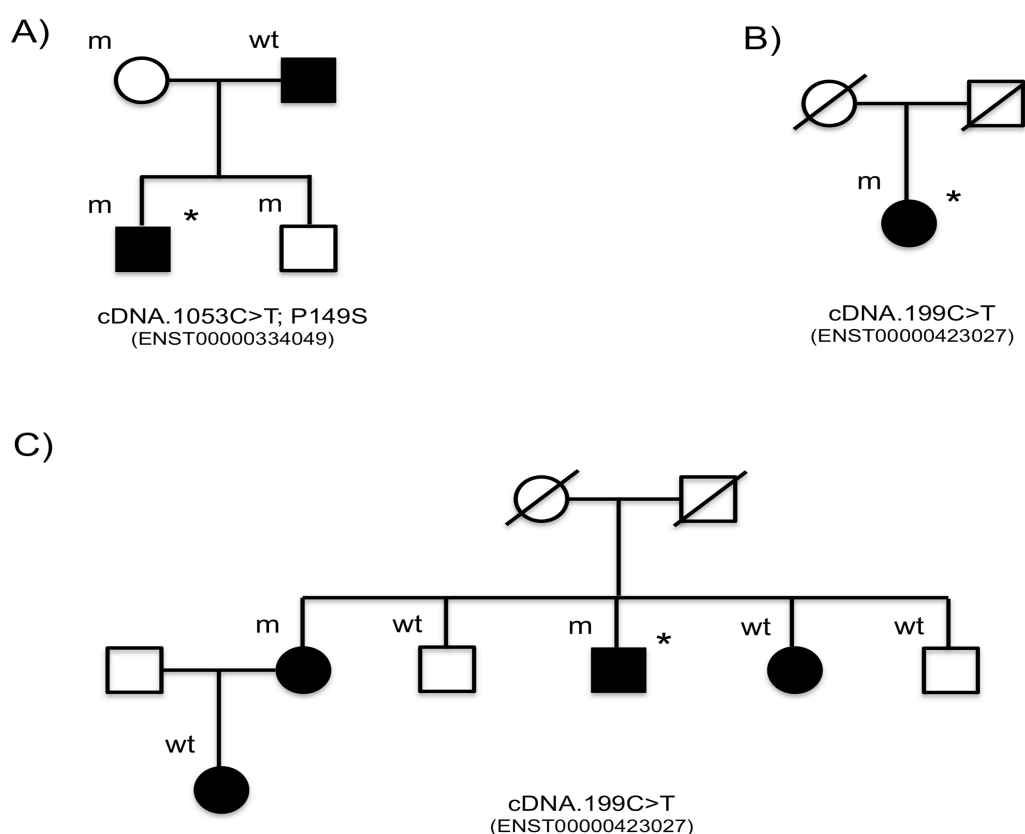 A)
m
wt
m
*
m
cDNA.1053C>T; P149S
(ENST00000334049)
B)
m
*
cDNA.199C>T
(ENST00000423027)
C)
m
wt
m
*
wt
wt
wt
cDNA.199C>T
(ENST00000423027)